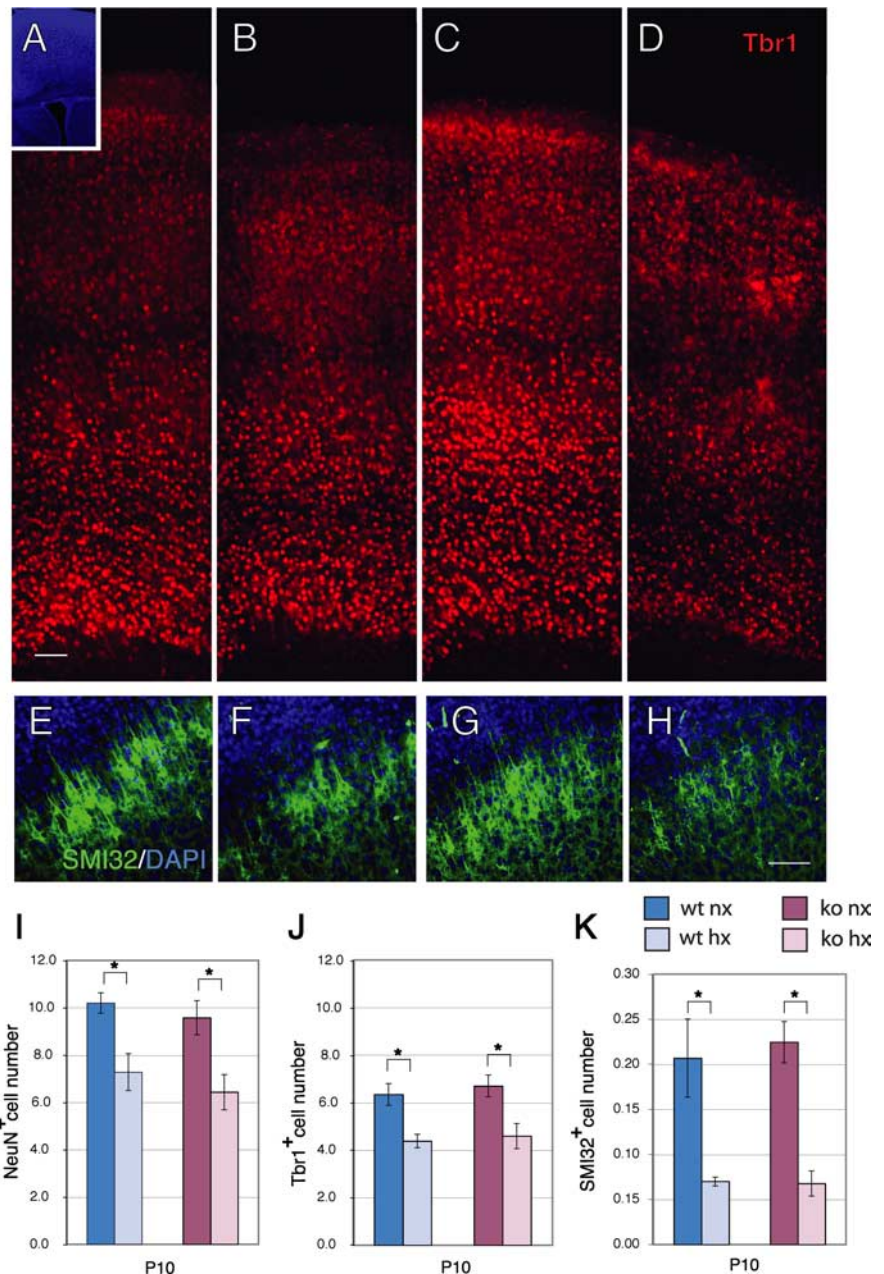 A
B
C
D
Tbr1
E
F
G
H
SMI32/DAPI
wt nx
ko nx
wt hx
ko hx
I
J
K
12.0
10.0
8.0
6.0
4.0
2.0
0.0
NeuN+cell number
*
*
P10
12.0
10.0
8.0
6.0
4.0
2.0
0.0
Tbr1+cell number
*
*
P10
0.30
0.25
0.20
0.15
0.10
0.15
0.00
SMI32+cell number
*
*
P10